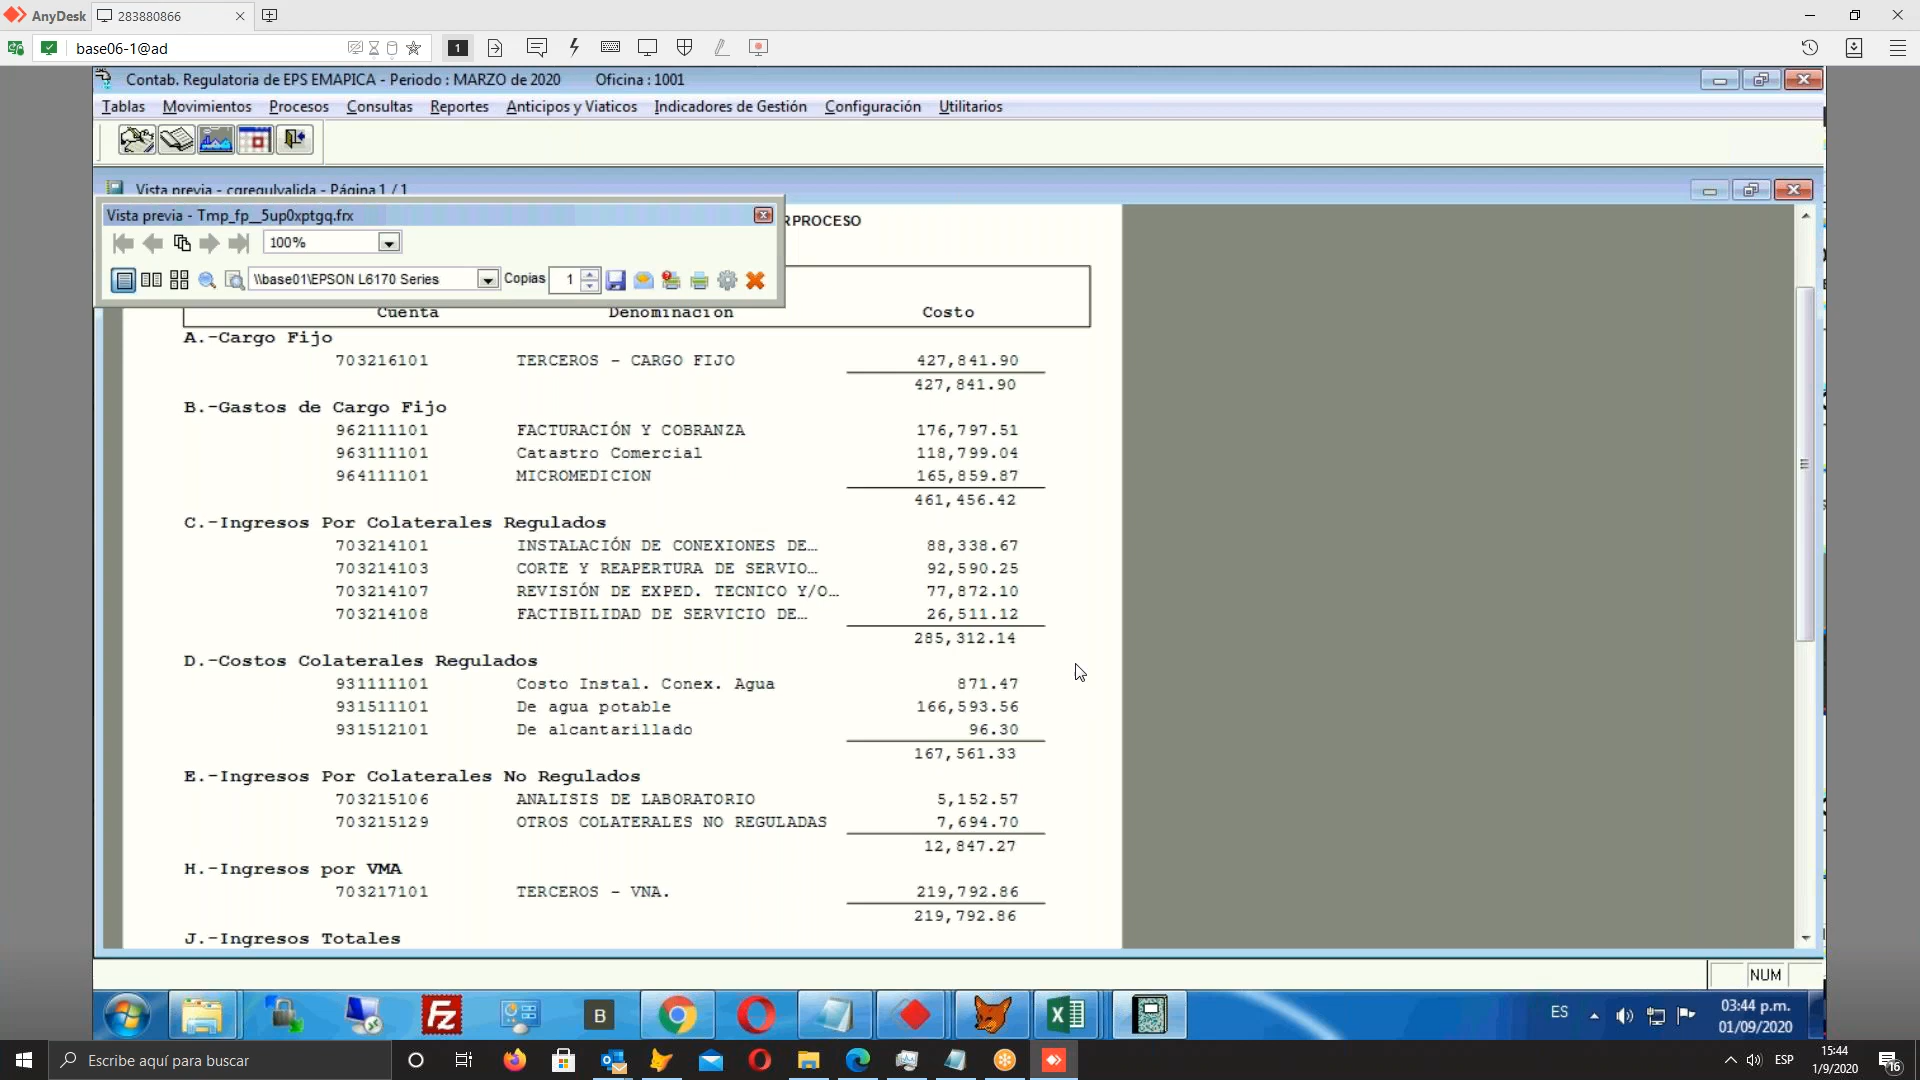 AnyDesk 283880866
base06-1@ad 1
Contab. Regulatoria de EPS EMAPICA - Periodo : MARZO de 2020 Oficina : 1001
Tablas Movimientos Procesos Consultas Reportes Anticipos y Viaticos Indicadores de Gestión Configuración Utilitarios
Vista previa - cgregulvalida - Página 1 / 1
Vista previa - Tmp_fp__5up0xptgq.frx
RPROCESO
100%
\\base01\EPSON L6170 Series Copias 1
Cuenta Denominación Costo
A.-Cargo Fijo
703216101 TERCEROS - CARGO FIJO 427,841.90
427,841.90
B.-Gastos de Cargo Fijo
962111101 FACTURACIÓN Y COBRANZA 176,797.51
963111101 Catastro Comercial 118,799.04
964111101 MICROMEDICION 165,859.87
461,456.42
C.-Ingresos Por Colaterales Regulados
703214101 INSTALACIÓN DE CONEXIONES DE… 88,338.67
703214103 CORTE Y REAPERTURA DE SERVIO… 92,590.25
703214107 REVISIÓN DE EXPED. TECNICO Y/O… 77,872.10
703214108 FACTIBILIDAD DE SERVICIO DE… 26,511.12
285,312.14
D.-Costos Colaterales Regulados
931111101 Costo Instal. Conex. Agua 871.47
931511101 De agua potable 166,593.56
931512101 De alcantarillado 96.30
167,561.33
E.-Ingresos Por Colaterales No Regulados
703215106 ANALISIS DE LABORATORIO 5,152.57
703215129 OTROS COLATERALES NO REGULADAS 7,694.70
12,847.27
H.-Ingresos por VMA
703217101 TERCEROS - VNA. 219,792.86
219,792.86
J.-Ingresos Totales
NUM
B
ES 03:44 p.m.
01/09/2020
Escribe aquí para buscar
ESP 15:44
1/9/2020
16